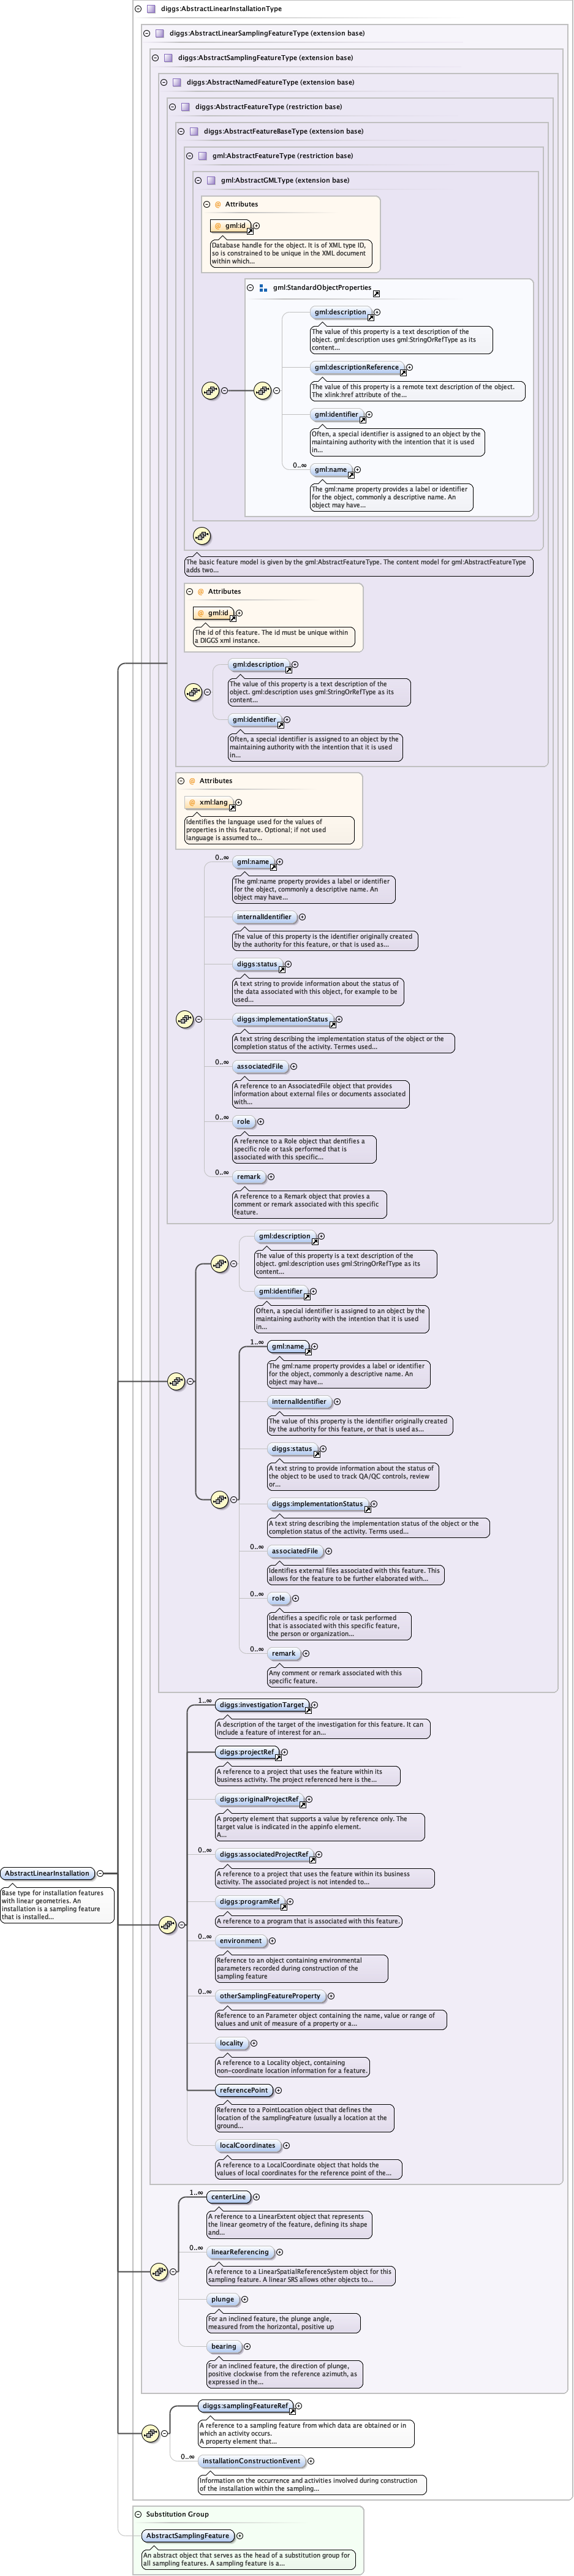 diggs:AbstractLinearInstallationType
diggs:AbstractLinearSamplingFeatureType (extension base)
diggs:AbstractSamplingFeatureType (extension base)
diggs:AbstractNamedFeatureType (extension base)
diggs:AbstractFeatureType (restriction base)
diggs:AbstractFeatureBaseType (extension base)
gml:AbstractFeatureType (restriction base)
gml:AbstractGMLType (extension base)
@ Attributes
@ gml:id
Database handle for the object. It is of XML type ID,
so is constrained to be unique in the XML document
within which...
gml:StandardObjectProperties
gml:description
The value of this property is a text description of the
object. gml:description uses gml:StringOrRefType as its
content...
gml:descriptionReference
The value of this property is a remote text description of the object.
The xlink:href attribute of the...
gml:identifier
Often, a special identifier is assigned to an object by the
maintaining authority with the intention that it is used
in...
0..∞
gml:name
The gml:name property provides a label or identifier
for the object, commonly a descriptive name. An
object may have...
The basic feature model is given by the gml:AbstractFeatureType. The content model for gml:AbstractFeatureType
adds two...
@ Attributes
@ gml:id
The id of this feature. The id must be unique within
a DIGGS xml instance.
gml:description
The value of this property is a text description of the
object. gml:description uses gml:StringOrRefType as its
content...
gml:identifier
Often, a special identifier is assigned to an object by the
maintaining authority with the intention that it is used
in...
@ Attributes
@ xml:lang
Identifies the language used for the values of
properties in this feature. Optional; if not used
language is assumed to...
0..∞
gml:name
The gml:name property provides a label or identifier
for the object, commonly a descriptive name. An
object may have...
internalIdentifier
The value of this property is the identifier originally created
by the authority for this feature, or that is used as...
diggs:status
A text string to provide information about the status of
the data associated with this object, for example to be
used...
diggs:implementationStatus
A text string describing the implementation status of the object or the
completion status of the activity. Termes used...
0..∞
associatedFile
A reference to an AssociatedFile object that provides
information about external files or documents associated
with...
0..∞
role
A reference to a Role object that dentifies a
specific role or task performed that is
associated with this specific...
0..∞
remark
A reference to a Remark object that provies a
comment or remark associated with this specific
feature.
gml:description
The value of this property is a text description of the
object. gml:description uses gml:StringOrRefType as its
content...
gml:identifier
Often, a special identifier is assigned to an object by the
maintaining authority with the intention that it is used
in...
1..∞
gml:name
The gml:name property provides a label or identifier
for the object, commonly a descriptive name. An
object may have...
internalIdentifier
The value of this property is the identifier originally created
by the authority for this feature, or that is used as...
diggs:status
A text string to provide information about the status of
the object to be used to track QA/QC controls, review
or...
diggs:implementationStatus
A text string describing the implementation status of the object or the
completion status of the activity. Terms used...
0..∞
associatedFile
Identifies external files associated with this feature. This
allows for the feature to be further elaborated with...
0..∞
role
Identifies a specific role or task performed
that is associated with this specific feature,
the person or organization...
0..∞
remark
Any comment or remark associated with this
specific feature.
1..∞
diggs:investigationTarget
A description of the target of the investigation for this feature. It can
include a feature of interest for an...
diggs:projectRef
A reference to a project that uses the feature within its
business activity. The project referenced here is the...
diggs:originalProjectRef
A property element that supports a value by reference only. The
target value is indicated in the appinfo element.
A...
0..∞
diggs:associatedProjectRef
A reference to a project that uses the feature within its business
activity. The associated project is not intended to...
diggs:programRef
A reference to a program that is associated with this feature.
0..∞
environment
Reference to an object containing environmental
parameters recorded during construction of the
sampling feature
0..∞
otherSamplingFeatureProperty
Reference to an Parameter object containing the name, value or range of
values and unit of measure of a property or a...
locality
A reference to a Locality object, containing
non-coordinate location information for a feature.
referencePoint
Reference to a PointLocation object that defines the
location of the samplingFeature (usually a location at the
ground...
localCoordinates
A reference to a LocalCoordinate object that holds the
values of local coordinates for the reference point of the...
AbstractLinearInstallation
Base type for installation features
with linear geometries. An
installation is a sampling feature
that is installed...
1..∞
centerLine
A reference to a LinearExtent object that represents
the linear geometry of the feature, defining its shape
and...
0..∞
linearReferencing
A reference to a LinearSpatialReferenceSystem object for this
sampling feature. A linear SRS allows other objects to...
plunge
For an inclined feature, the plunge angle,
measured from the horizontal, positive up
bearing
For an inclined feature, the direction of plunge,
positive clockwise from the reference azimuth, as
expressed in the...
diggs:samplingFeatureRef
A reference to a sampling feature from which data are obtained or in
which an activity occurs.
A property element that...
0..∞
installationConstructionEvent
Information on the occurrence and activities involved during construction
of the installation within the sampling...
Substitution Group
AbstractSamplingFeature
An abstract object that serves as the head of a substitution group for
all sampling features. A sampling feature is a...